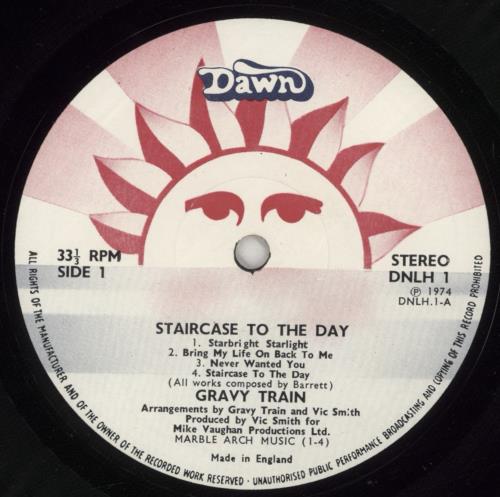 Dawn
33⅓ RPM
SIDE 1
STEREO
DNLH 1
Ⓟ 1974
DNLH.1-A
STAIRCASE TO THE DAY
1. Starbright Starlight
2. Bring My Life On Back To Me
3. Never Wanted You
4. Staircase To The Day
(All works composed by Barrett)
GRAVY TRAIN
Arrangements by Gravy Train and Vic Smith
Produced by Vic Smith for
Mike Vaughan Productions Ltd.
MARBLE ARCH MUSIC (1-4)
Made in England
ALL RIGHTS OF THE MANUFACTURER AND OF THE OWNER OF THE RECORDED WORK RESERVED · UNAUTHORISED PUBLIC PERFORMANCE BROADCASTING AND COPYING OF THIS RECORD PROHIBITED